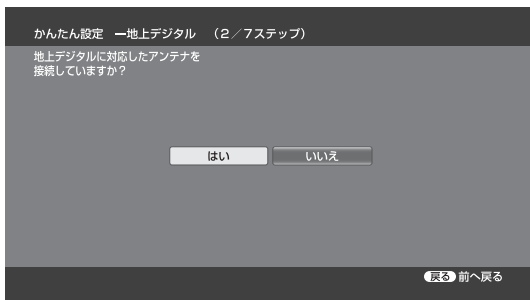 かんたん設定　―地上デジタル　（2／7ステップ）
地上デジタルに対応したアンテナを
接続していますか？
はい　いいえ
戻る 前へ戻る